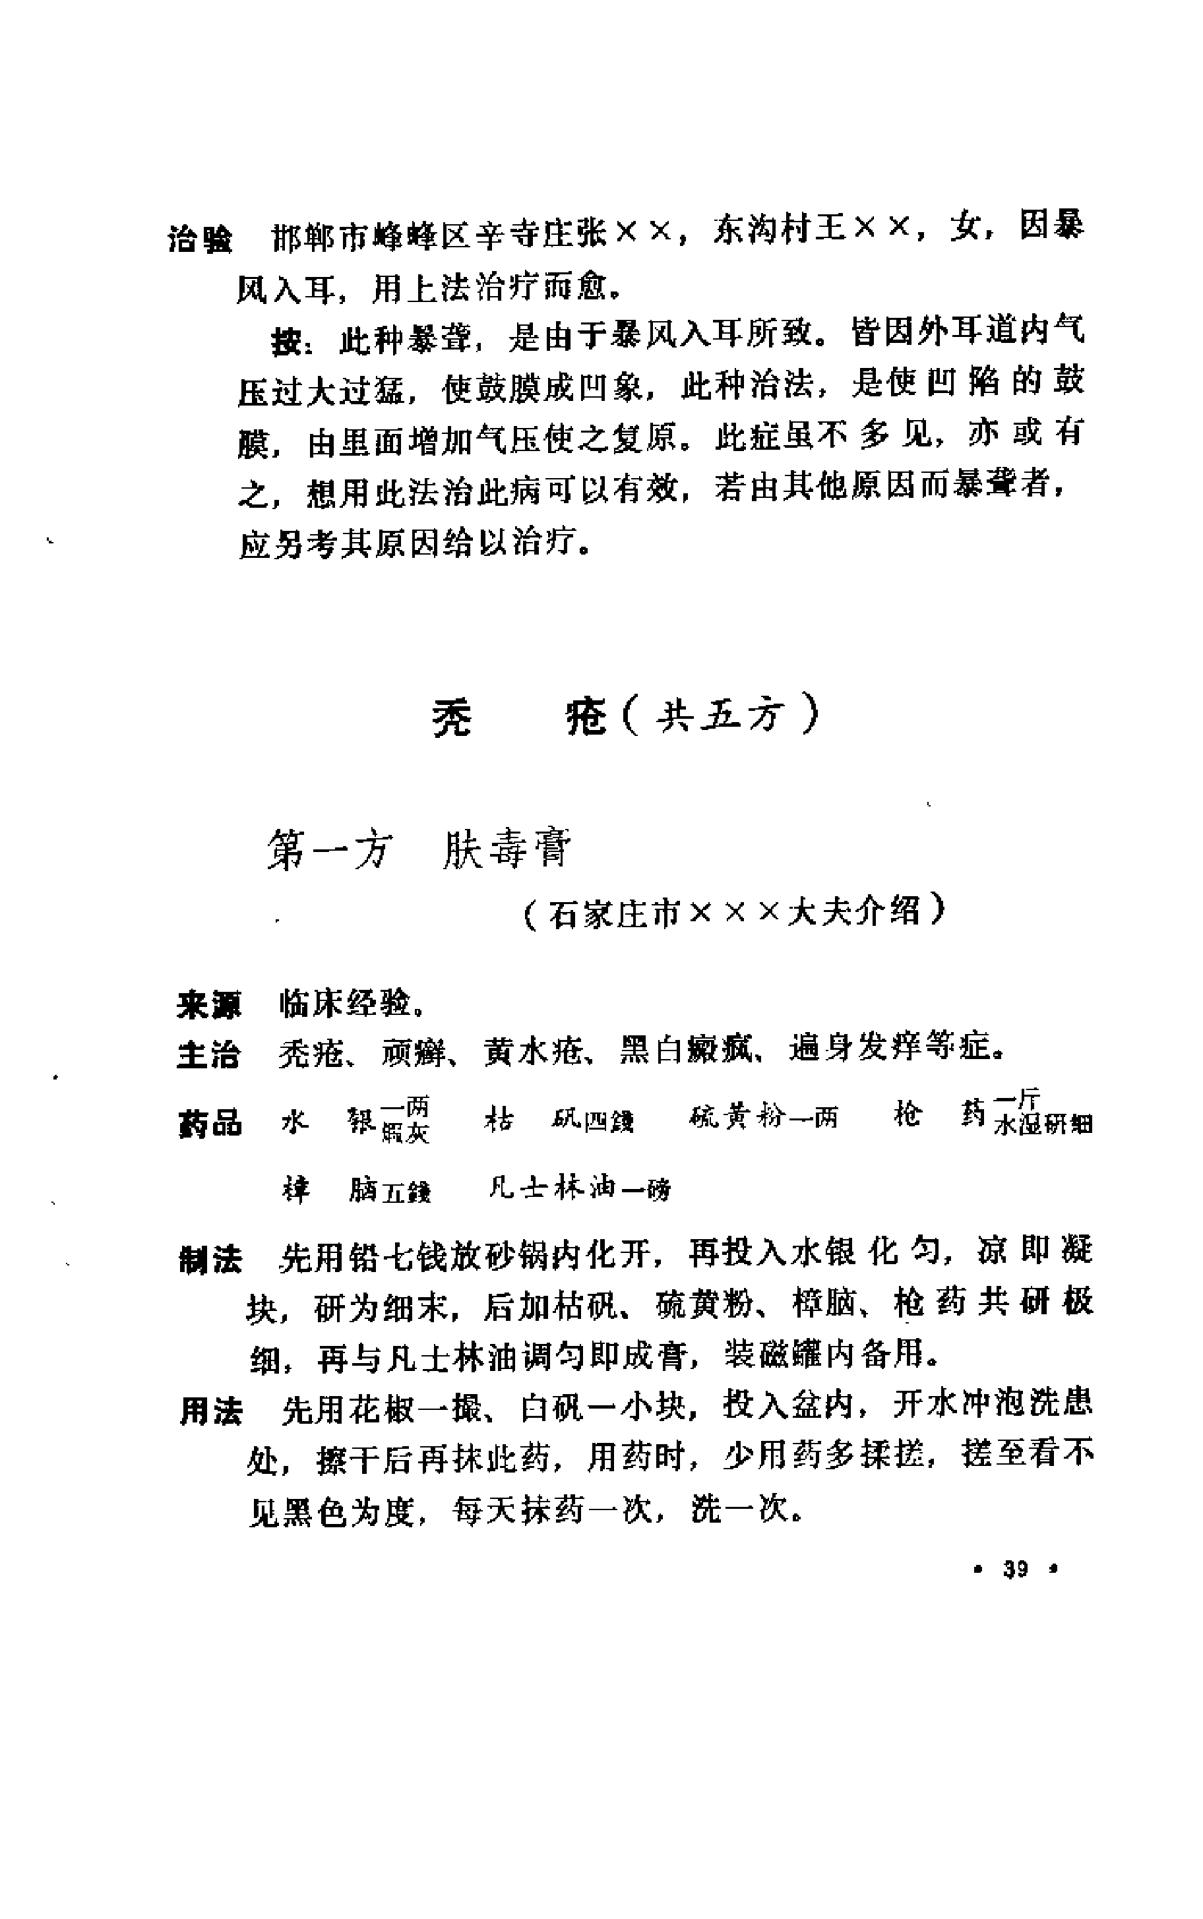 治验　邯郸市峰蜂区辛寺庄张××，东沟村王××，女，因暴
风入耳，用上法治疗而愈。
按：此种暴聋，是由于暴风入耳所致。皆因外耳道内气
压过大过猛，使鼓膜成凹象，此种治法，是使凹陷的鼓
膜，由里面增加气压使之复原。此症虽不多见，亦或有
之，想用此法治此病可以有效，若由其他原因而暴聋者，
应另考其原因给以治疗。
秃　疮（共五方）
第一方　肤毒膏
（石家庄市×××大夫介绍）
来源　临床经验。
主治　秃疮、顽癣、黄水疮、黑白癜疯、遍身发痒等症。
药品　水　银一两煅灰　枯　矾四錢　硫黄粉一两　枪　药一斤水湿研细
樟　脑五錢　凡士林油一磅
制法　先用铅七钱放砂锅内化开，再投入水银化匀，凉即凝
块，研为细末，后加枯矾、硫黄粉、樟脑、枪药共研极
细，再与凡士林油调匀即成膏，装磁罐内备用。
用法　先用花椒一撮、白矾一小块，投入盆内，开水冲泡洗患
处，擦干后再抹此药，用药时，少用药多揉搓，搓至看不
见黑色为度，每天抹药一次，洗一次。
• 39 •